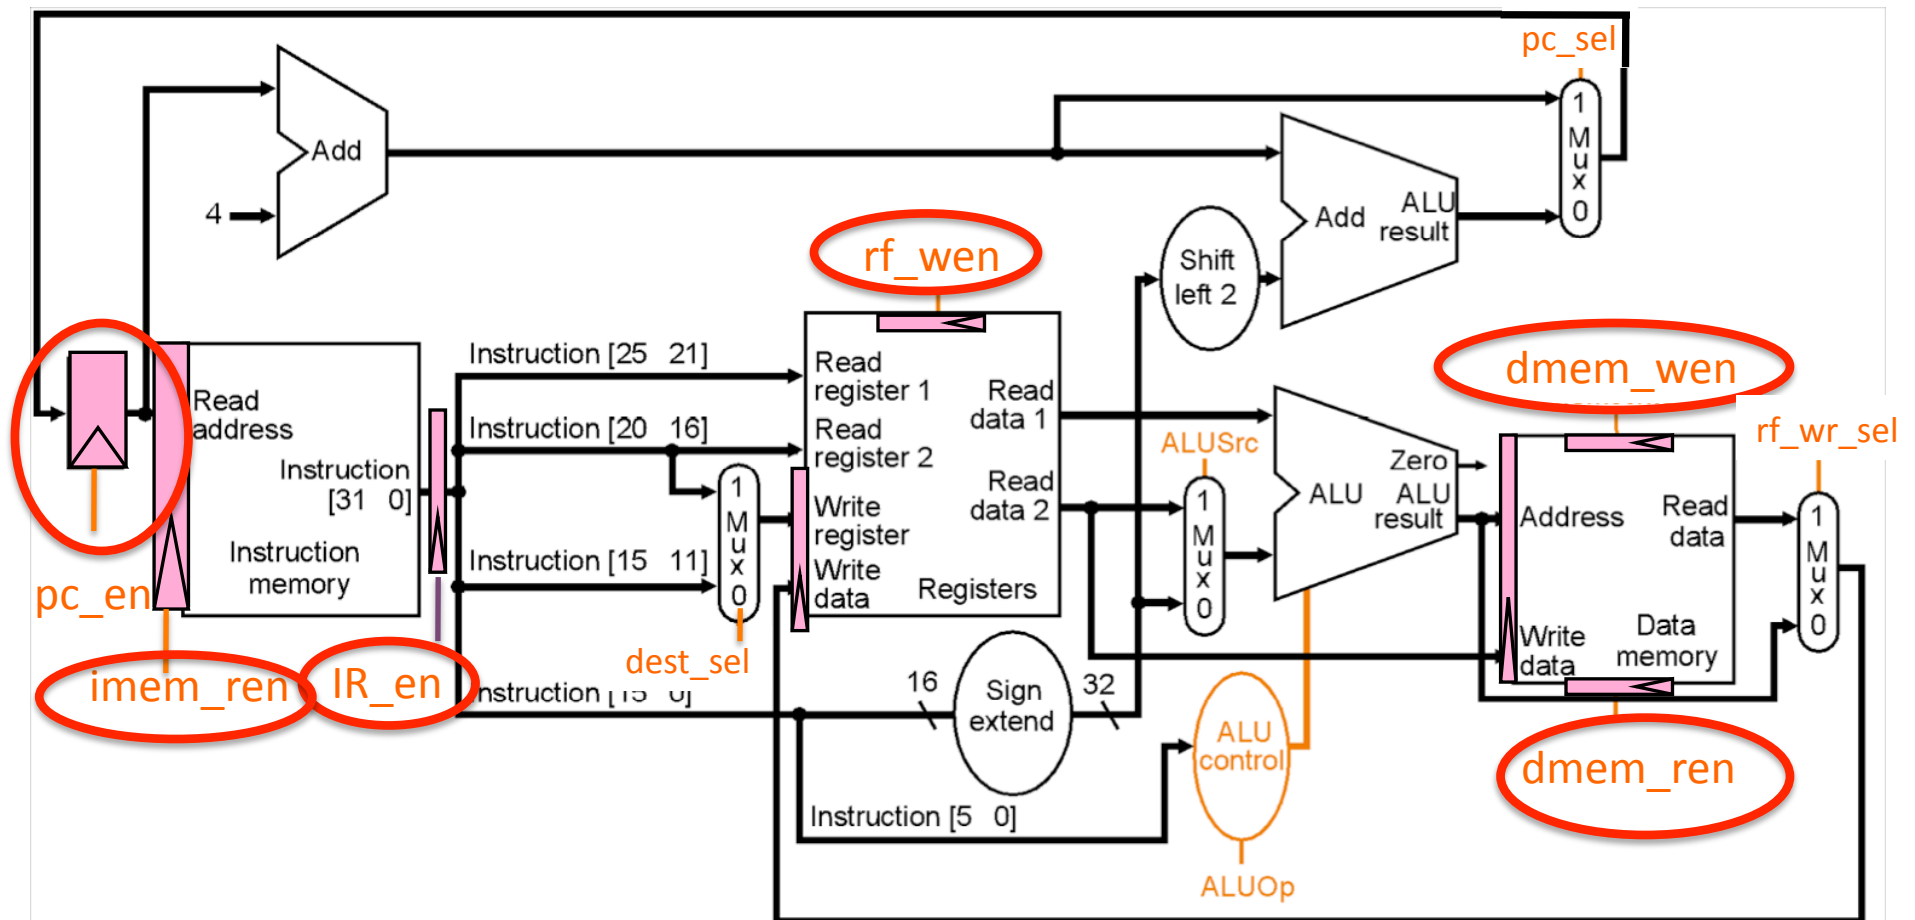 pc_sel
1
M
u
x
0
Add
4
Add
ALU
result
Shift
left 2
rf_wen
Instruction [25 21]
Read
register 1
Read
data 1
Instruction [20 16]
Read
register 2
Read
data 2
Write
register
Write
data
Registers
Instruction [15 11]
1
M
u
x
0
dest_sel
Read
address
Instruction
[31 0]
Instruction
memory
pc_en
imem_ren
IR_en
Instruction [15 0]
16
Sign
extend
32
ALUSrc
1
M
u
x
0
Zero
ALU
ALU
result
dmem_wen
rf_wr_sel
Address
Read
data
Write
data
Data
memory
1
M
u
x
0
dmem_ren
ALU
control
Instruction [5 0]
ALUOp